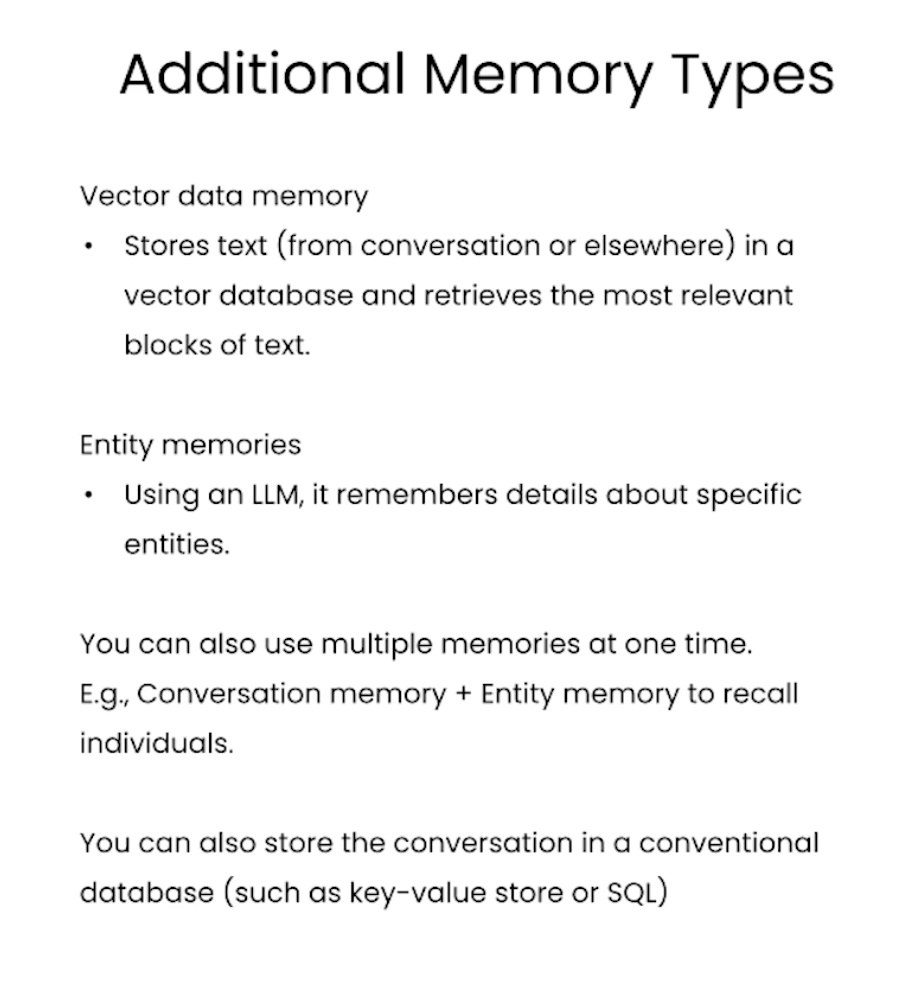 Additional Memory Types
Vector data memory
• Stores text (from conversation or elsewhere) in a
vector database and retrieves the most relevant
blocks of text.
Entity memories
• Using an LLM, it remembers details about specific
entities.
You can also use multiple memories at one time.
E.g., Conversation memory + Entity memory to recall
individuals.
You can also store the conversation in a conventional
database (such as key-value store or SQL)